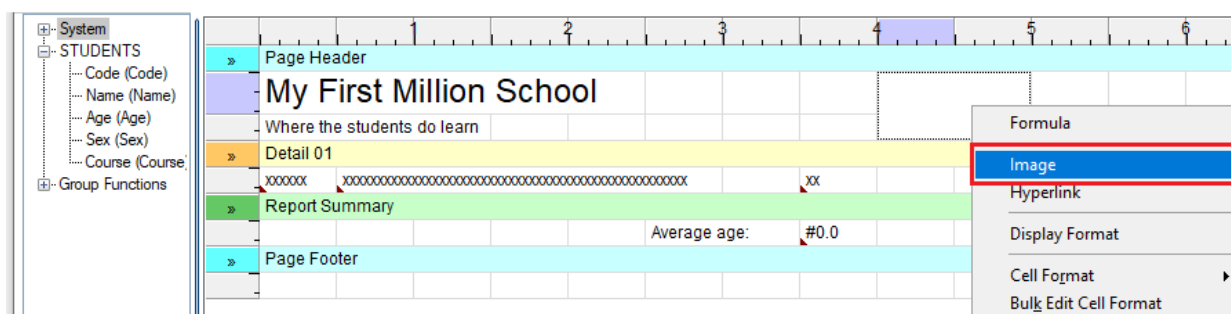 System
STUDENTS
Code (Code)
Name (Name)
Age (Age)
Sex (Sex)
Course (Course)
Group Functions
1 2 3 4 5 6
» Page Header
My First Million School
Where the students do learn
» Detail 01
xxxxxx xxxxxxxxxxxxxxxxxxxxxxxxxxxxxxxxxxxxxxxxxxxxxxxxxx xx
» Report Summary
Average age: #0.0
» Page Footer
Formula
Image
Hyperlink
Display Format
Cell Format
Bulk Edit Cell Format